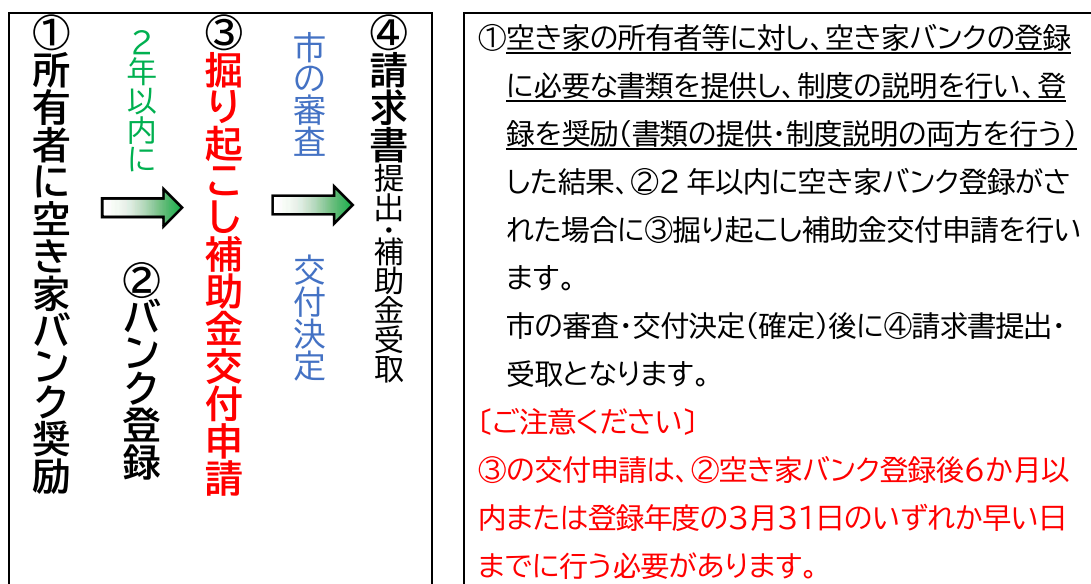 ①所有者に空き家バンク奨励
2年以内に
②バンク登録
③掘り起こし補助金交付申請
市の審査
交付決定
④請求書提出・補助金受取
①空き家の所有者等に対し、空き家バンクの登録
に必要な書類を提供し、制度の説明を行い、登
録を奨励(書類の提供・制度説明の両方を行う)
した結果、②2年以内に空き家バンク登録がさ
れた場合に③掘り起こし補助金交付申請を行い
ます。
市の審査・交付決定(確定)後に④請求書提出・
受取となります。
〔ご注意ください〕
③の交付申請は、②空き家バンク登録後6か月以
内または登録年度の3月31日のいずれか早い日
までに行う必要があります。